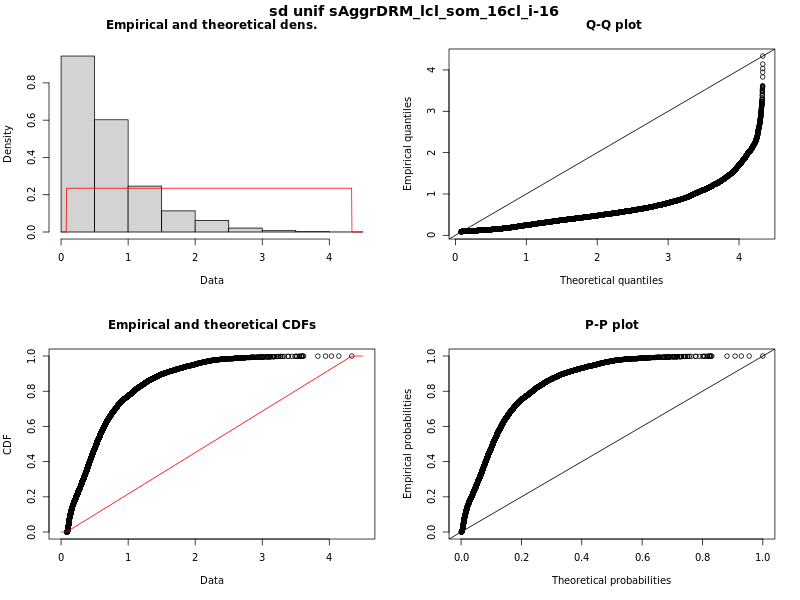 sd unif sAggrDRM_lcl_som_16cl_i-16
Empirical and theoretical dens.
Density
0.0 0.2 0.4 0.6 0.8
0 1 2 3 4
Data
Q-Q plot
Empirical quantiles
0 1 2 3 4
0 1 2 3 4
Theoretical quantiles
Empirical and theoretical CDFs
CDF
0.0 0.2 0.4 0.6 0.8 1.0
0 1 2 3 4
Data
P-P plot
Empirical probabilities
0.0 0.2 0.4 0.6 0.8 1.0
0.0 0.2 0.4 0.6 0.8 1.0
Theoretical probabilities